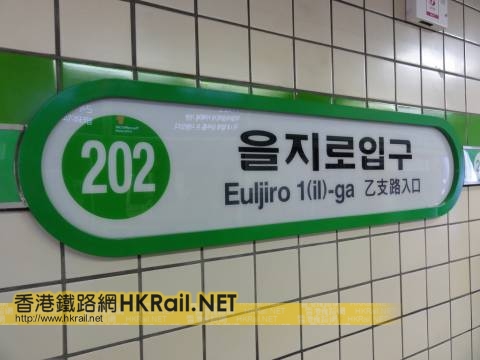 202
을지로입구
Euljiro 1(il)-ga 乙支路入口
香港鐵路網HKRail.NET
http://www.hkrail.net